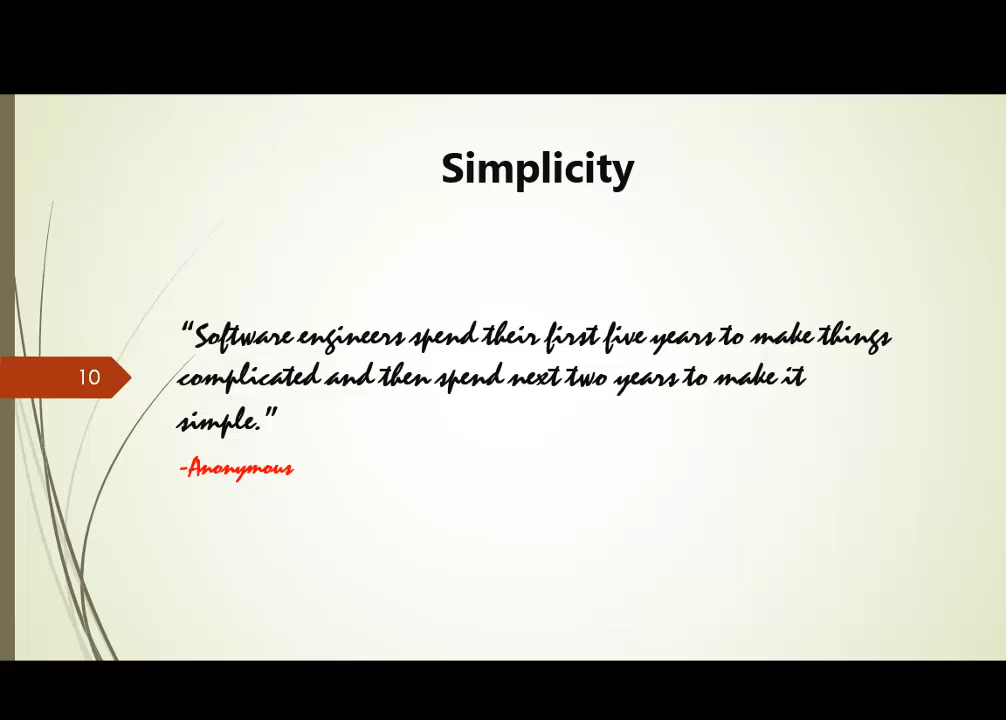 Simplicity
“Software engineers spend their first five years to make things
complicated and then spend next two years to make it
simple.”
-Anonymous
10